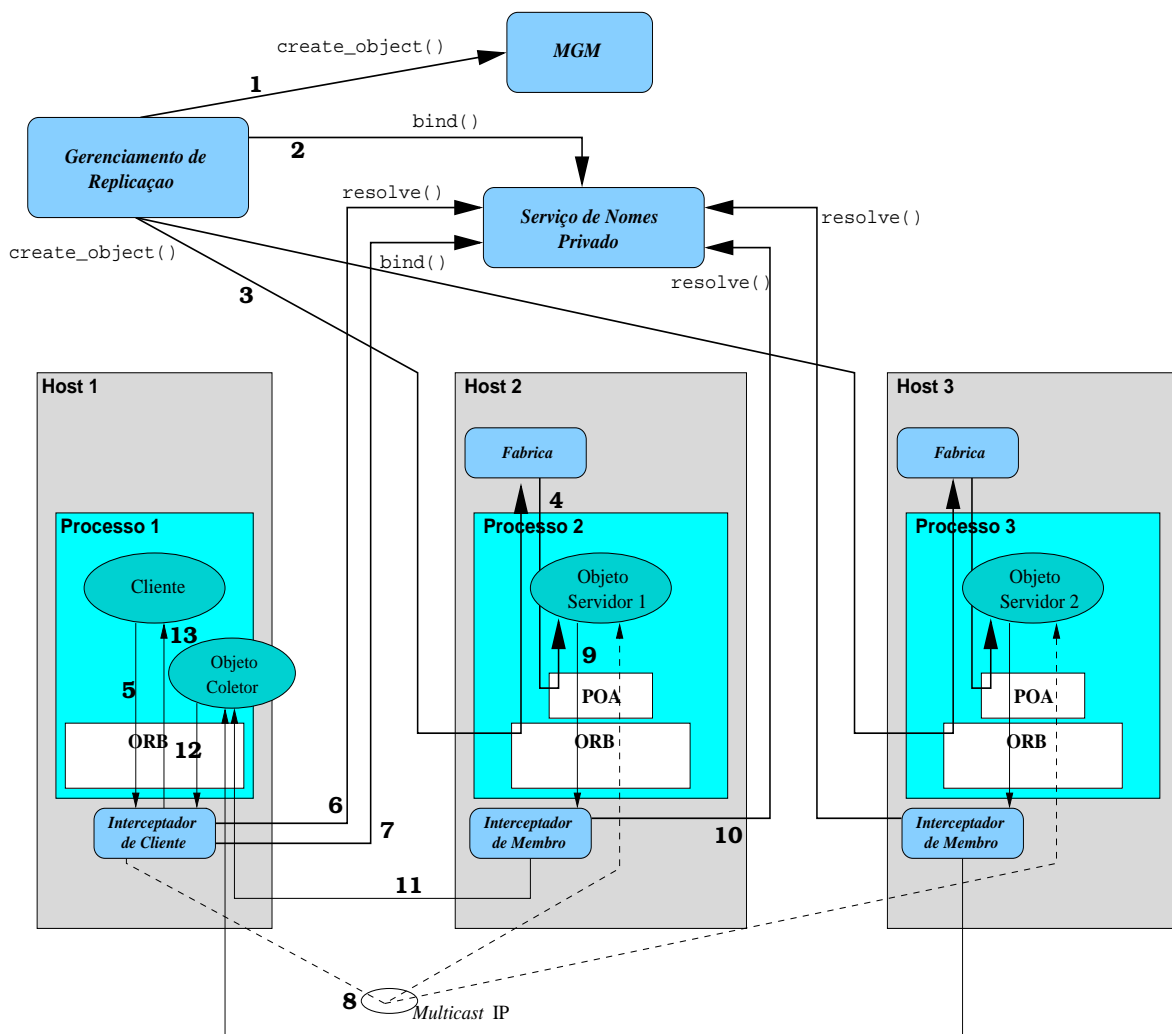 create_object()
MGM
1
bind()
2
Gerenciamento de
Replicaçao
resolve()
Serviço de Nomes
Privado
resolve()
create_object()
bind()
3
resolve()
Host 1
Host 2
Host 3
Fabrica
Fabrica
4
Processo 1
Processo 2
Processo 3
Cliente
Objeto
Servidor 1
Objeto
Servidor 2
13
9
Objeto
Coletor
5
POA
POA
ORB
12
ORB
ORB
6
7
10
Interceptador
de Cliente
Interceptador
de Membro
Interceptador
de Membro
11
8
Multicast IP